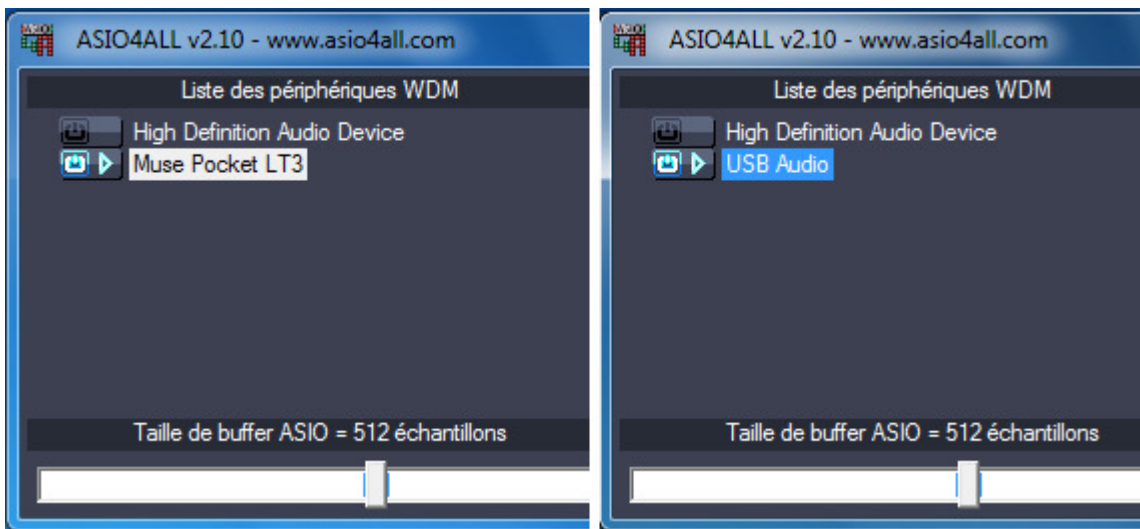 ASIO4ALL v2.10 - www.asio4all.com
Liste des périphériques WDM
High Definition Audio Device
Muse Pocket LT3
Taille de buffer ASIO = 512 échantillons
ASIO4ALL v2.10 - www.asio4all.com
Liste des périphériques WDM
High Definition Audio Device
USB Audio
Taille de buffer ASIO = 512 échantillons